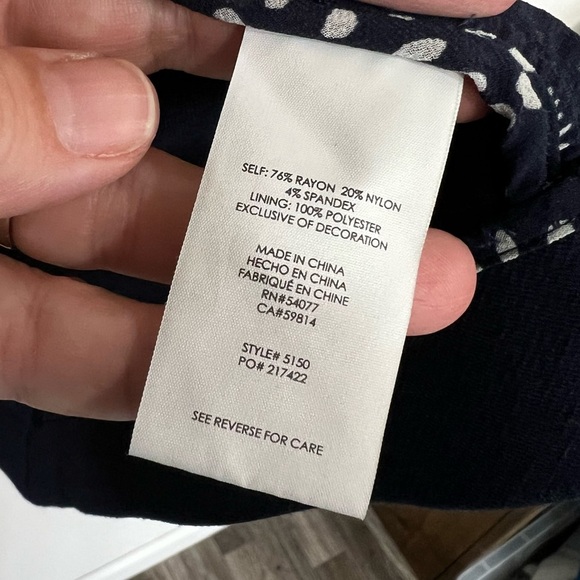 SELF: 76% RAYON 20% NYLON
4% SPANDEX
LINING: 100% POLYESTER
EXCLUSIVE OF DECORATION
MADE IN CHINA
HECHO EN CHINA
FABRIQUÉ EN CHINE
RN#54077
CA#59814
STYLE# 5150
PO# 217422
SEE REVERSE FOR CARE